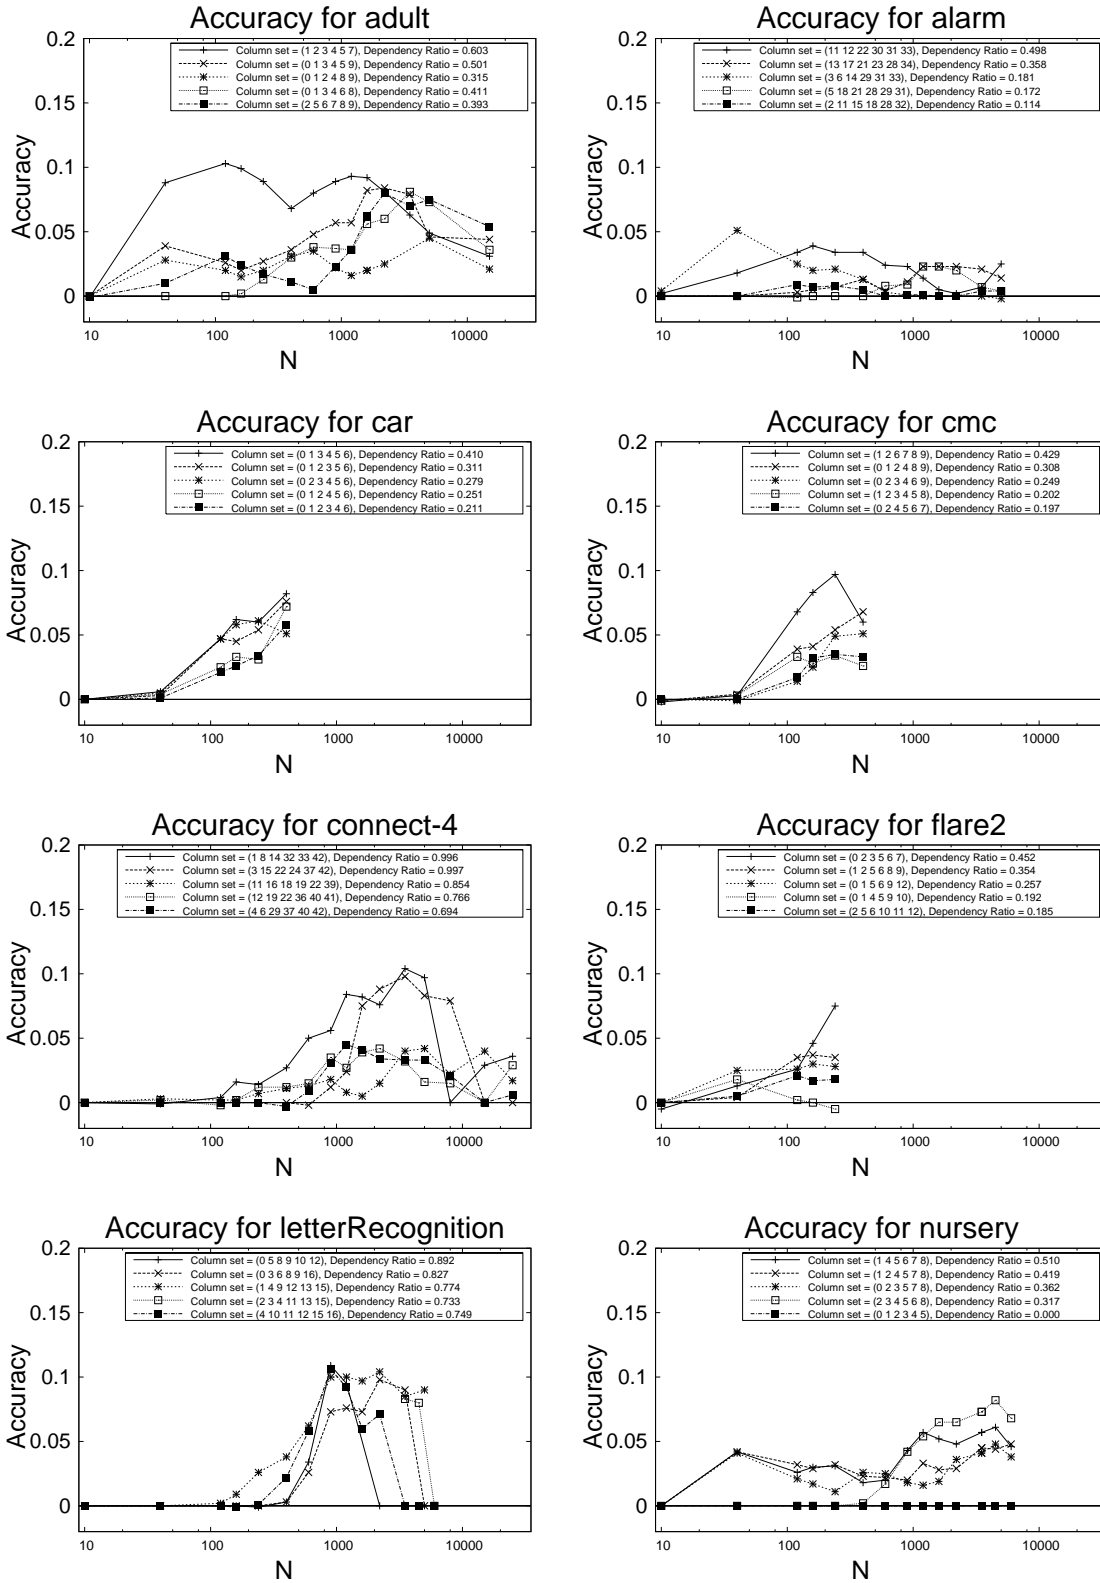 Accuracy for adult
Accuracy
0.2
0.15
0.1
0.05
0
Column set = (1 2 3 4 5 7), Dependency Ratio = 0.603
Column set = (0 1 3 4 5 9), Dependency Ratio = 0.501
Column set = (0 1 2 4 8 9), Dependency Ratio = 0.315
Column set = (0 1 3 4 6 8), Dependency Ratio = 0.411
Column set = (2 5 6 7 8 9), Dependency Ratio = 0.393
10 100 1000 10000
N
Accuracy for alarm
Accuracy
0.2
0.15
0.1
0.05
0
Column set = (11 12 22 30 31 33), Dependency Ratio = 0.498
Column set = (13 17 21 23 28 34), Dependency Ratio = 0.358
Column set = (3 6 14 29 31 33), Dependency Ratio = 0.181
Column set = (5 18 21 28 29 31), Dependency Ratio = 0.172
Column set = (2 11 15 18 28 32), Dependency Ratio = 0.114
10 100 1000 10000
N
Accuracy for car
Accuracy
0.2
0.15
0.1
0.05
0
Column set = (0 1 3 4 5 6), Dependency Ratio = 0.410
Column set = (0 1 2 3 5 6), Dependency Ratio = 0.311
Column set = (0 2 3 4 5 6), Dependency Ratio = 0.279
Column set = (0 1 2 4 5 6), Dependency Ratio = 0.251
Column set = (0 1 2 3 4 6), Dependency Ratio = 0.211
10 100 1000 10000
N
Accuracy for cmc
Accuracy
0.2
0.15
0.1
0.05
0
Column set = (1 2 6 7 8 9), Dependency Ratio = 0.429
Column set = (0 1 2 4 8 9), Dependency Ratio = 0.308
Column set = (0 2 3 4 6 9), Dependency Ratio = 0.249
Column set = (1 2 3 4 5 8), Dependency Ratio = 0.202
Column set = (0 2 4 5 6 7), Dependency Ratio = 0.197
10 100 1000 10000
N
Accuracy for connect-4
Accuracy
0.2
0.15
0.1
0.05
0
Column set = (1 8 14 32 33 42), Dependency Ratio = 0.996
Column set = (3 15 22 24 37 42), Dependency Ratio = 0.997
Column set = (11 16 18 19 22 39), Dependency Ratio = 0.854
Column set = (12 19 22 36 40 41), Dependency Ratio = 0.766
Column set = (4 6 29 37 40 42), Dependency Ratio = 0.694
10 100 1000 10000
N
Accuracy for flare2
Accuracy
0.2
0.15
0.1
0.05
0
Column set = (0 2 3 5 6 7), Dependency Ratio = 0.452
Column set = (1 2 5 6 8 9), Dependency Ratio = 0.354
Column set = (0 1 5 6 9 12), Dependency Ratio = 0.257
Column set = (0 1 4 5 9 10), Dependency Ratio = 0.192
Column set = (2 5 6 10 11 12), Dependency Ratio = 0.185
10 100 1000 10000
N
Accuracy for letterRecognition
Accuracy
0.2
0.15
0.1
0.05
0
Column set = (0 5 8 9 10 12), Dependency Ratio = 0.892
Column set = (0 3 6 8 9 16), Dependency Ratio = 0.827
Column set = (1 4 9 12 13 15), Dependency Ratio = 0.774
Column set = (2 3 4 11 13 15), Dependency Ratio = 0.733
Column set = (4 10 11 12 15 16), Dependency Ratio = 0.749
10 100 1000 10000
N
Accuracy for nursery
Accuracy
0.2
0.15
0.1
0.05
0
Column set = (1 4 5 6 7 8), Dependency Ratio = 0.510
Column set = (1 2 4 5 7 8), Dependency Ratio = 0.419
Column set = (0 2 3 5 7 8), Dependency Ratio = 0.362
Column set = (2 3 4 5 6 8), Dependency Ratio = 0.317
Column set = (0 1 2 3 4 5), Dependency Ratio = 0.000
10 100 1000 10000
N